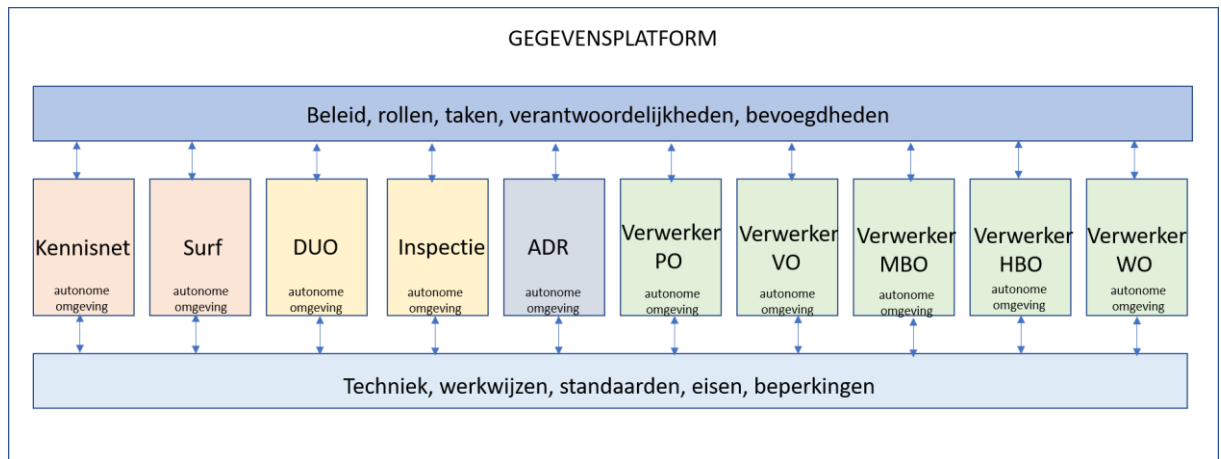 GEGEVENSPLATFORM
Beleid, rollen, taken, verantwoordelijkheden, bevoegdheden
Kennisnet
autonome
omgeving
Surf
autonome
omgeving
DUO
autonome
omgeving
Inspectie
autonome
omgeving
ADR
autonome
omgeving
Verwerker
PO
autonome
omgeving
Verwerker
VO
autonome
omgeving
Verwerker
MBO
autonome
omgeving
Verwerker
HBO
autonome
omgeving
Verwerker
WO
autonome
omgeving
Techniek, werkwijzen, standaarden, eisen, beperkingen